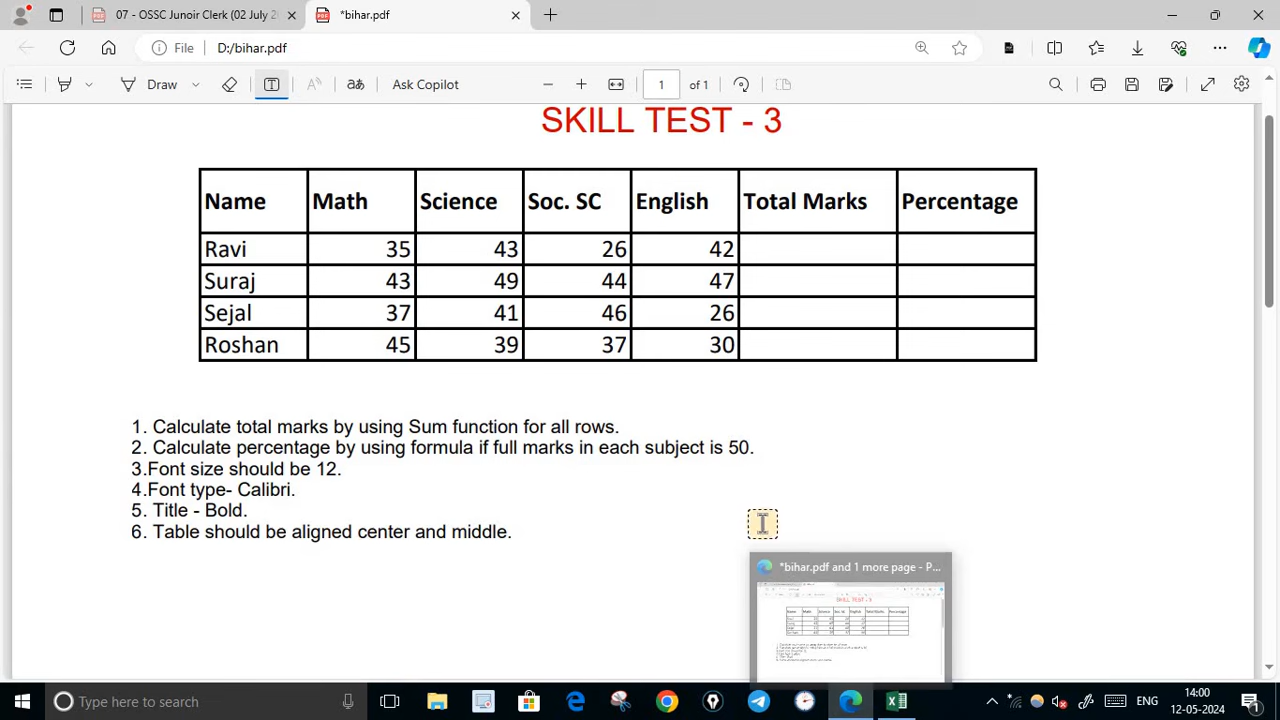 07 - OSSC Junoir Clerk (02 July 2
*bihar.pdf
File D:/bihar.pdf
Draw
aあ
Ask Copilot
1 of 1
SKILL TEST - 3
Name Math Science Soc. SC English Total Marks Percentage
Ravi 35 43 26 42
Suraj 43 49 44 47
Sejal 37 41 46 26
Roshan 45 39 37 30
1. Calculate total marks by using Sum function for all rows.
2. Calculate percentage by using formula if full marks in each subject is 50.
3.Font size should be 12.
4.Font type- Calibri.
5. Title - Bold.
6. Table should be aligned center and middle.
*bihar.pdf and 1 more page - P...
Type here to search
ENG
14:00
12-05-2024
1